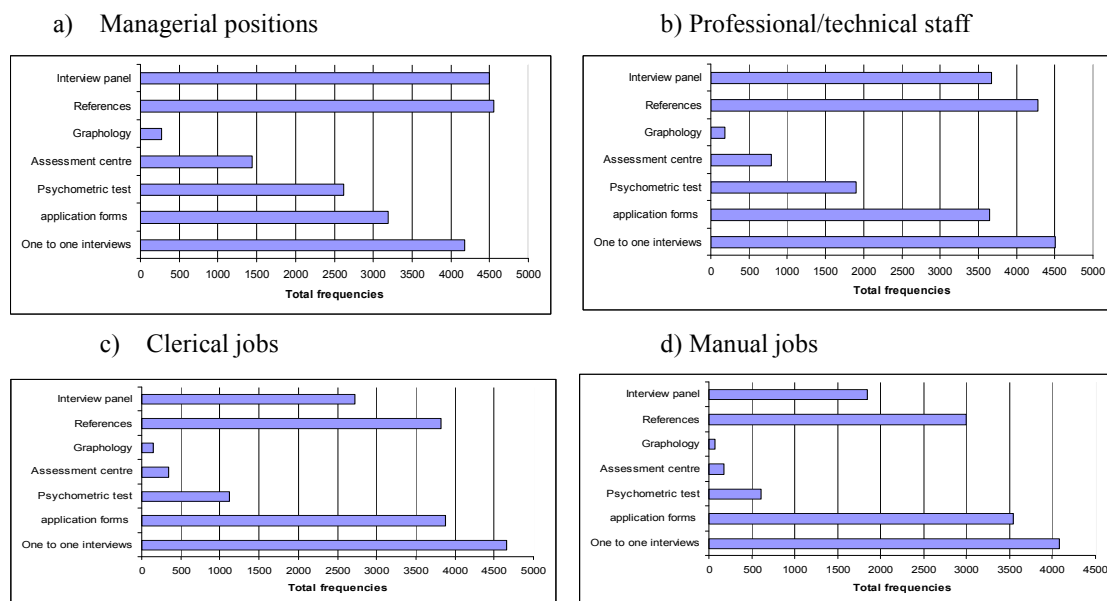 a) Managerial positions
Interview panel
References
Graphology
Assessment centre
Psychometric test
application forms
One to one interviews
0 500 1000 1500 2000 2500 3000 3500 4000 4500 5000
Total frequencies
b) Professional/technical staff
Interview panel
References
Graphology
Assessment centre
Psychometric test
application forms
One to one interviews
0 500 1000 1500 2000 2500 3000 3500 4000 4500 5000
Total frequencies
c) Clerical jobs
Interview panel
References
Graphology
Assessment centre
Psychometric test
application forms
One to one interviews
0 500 1000 1500 2000 2500 3000 3500 4000 4500 5000
Total frequencies
d) Manual jobs
Interview panel
References
Graphology
Assessment centre
Psychometric test
application forms
One to one interviews
0 500 1000 1500 2000 2500 3000 3500 4000 4500
Total frequencies